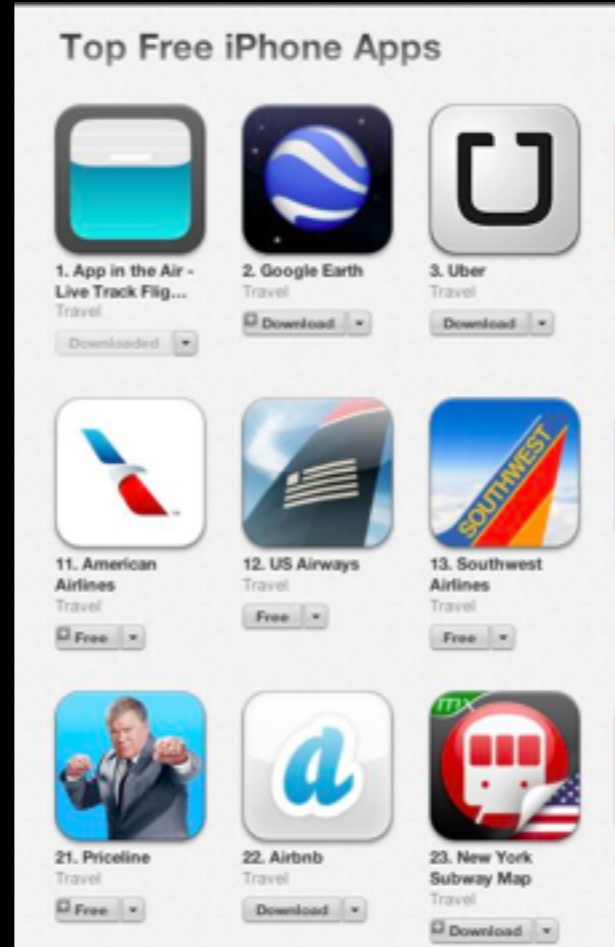 Top Free iPhone Apps
1. App in the Air -
Live Track Flig...
Travel
Downloaded
2. Google Earth
Travel
Download
3. Uber
Travel
Download
11. American
Airlines
Travel
Free
12. US Airways
Travel
Free
SOUTHWEST
13. Southwest
Airlines
Travel
Free
21. Priceline
Travel
Free
a
22. Airbnb
Travel
Download
mx
23. New York
Subway Map
Travel
Download